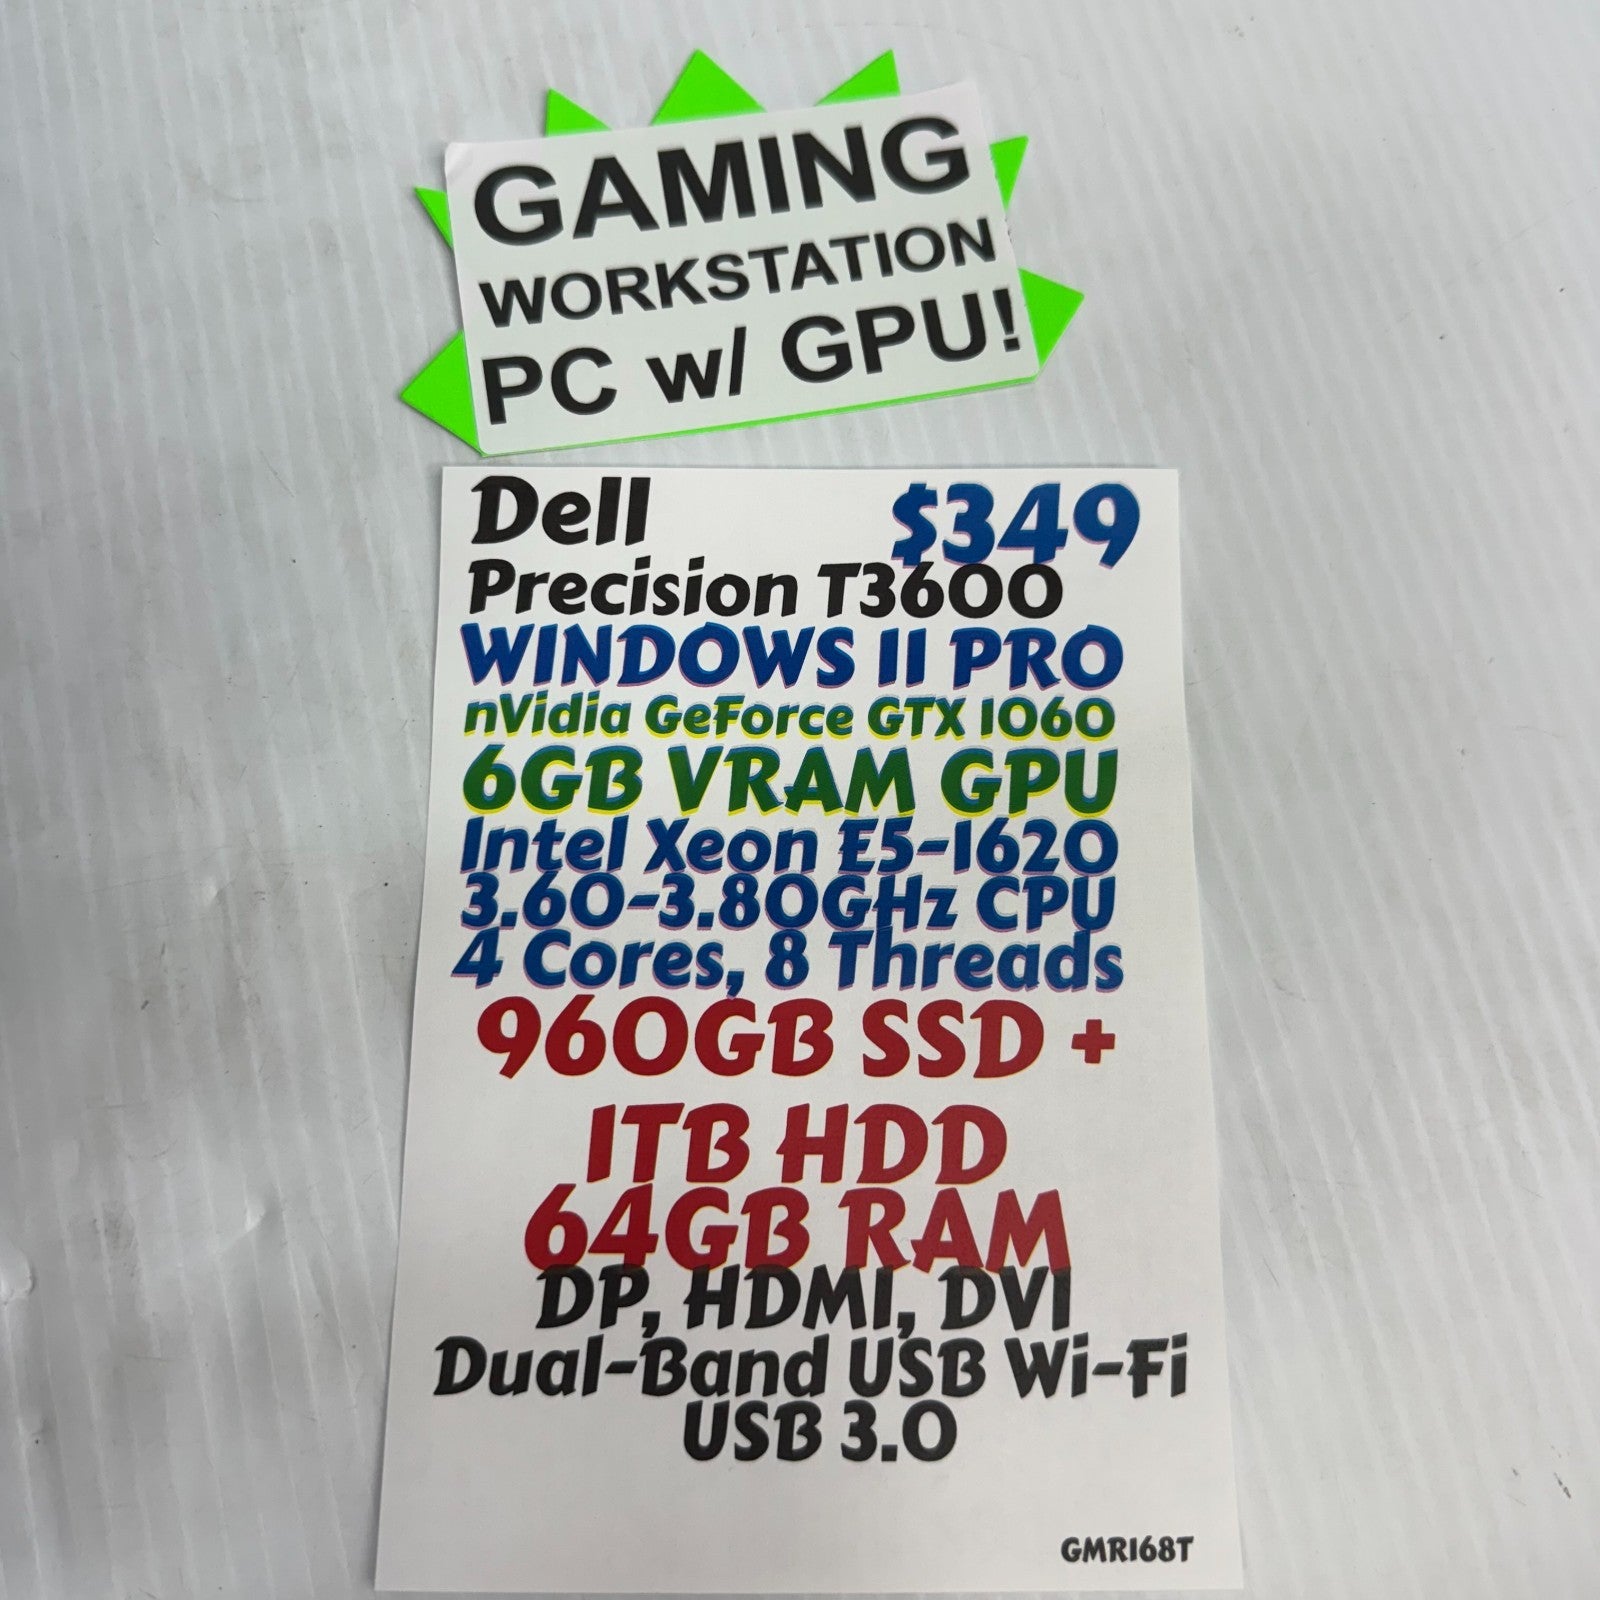 GAMING
WORKSTATION
PC w/ GPU!
Dell $349
Precision T3600
WINDOWS 11 PRO
nVidia GeForce GTX 1060
6GB VRAM GPU
Intel Xeon E5-1620
3.60-3.80GHz CPU
4 Cores, 8 Threads
960GB SSD +
1TB HDD
64GB RAM
DP, HDMI, DVI
Dual-Band USB Wi-Fi
USB 3.0
GMR168T